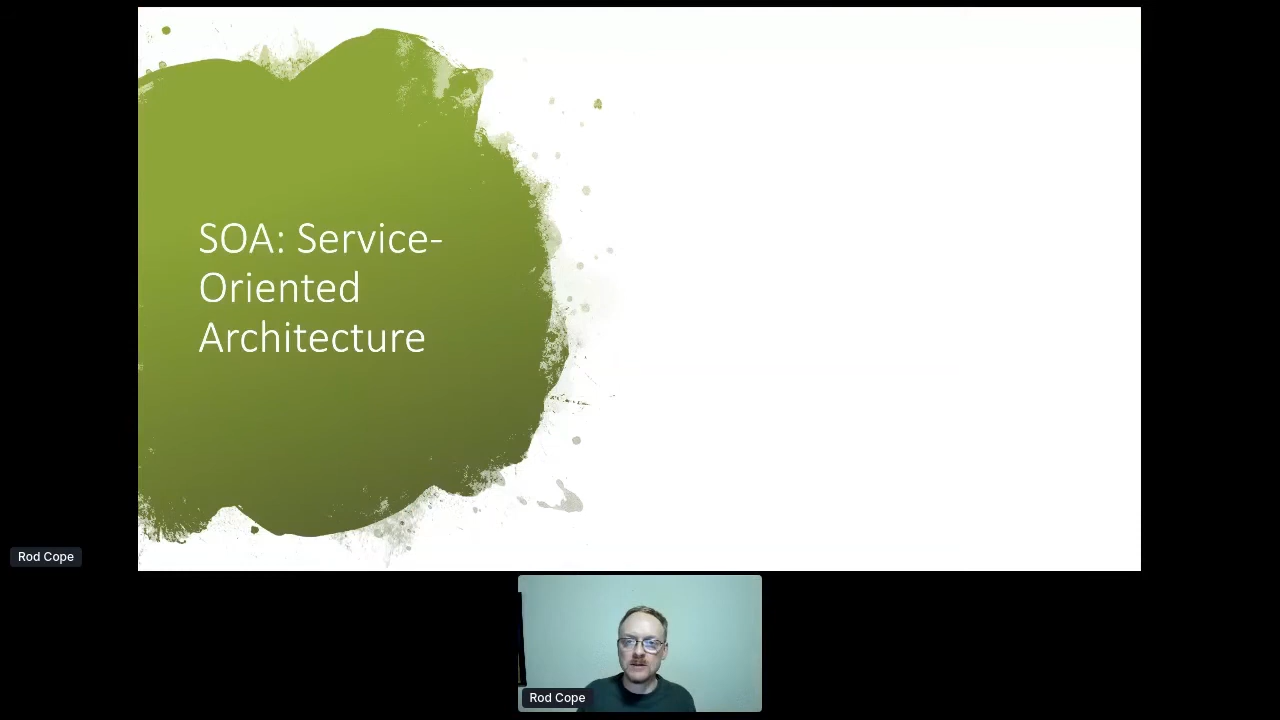 SOA: Service-
Oriented
Architecture
Rod Cope
Rod Cope